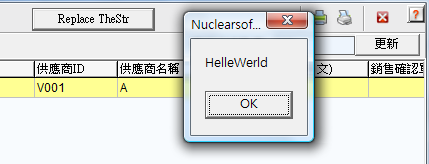 Replace TheStr
Nuclearsof...
更新
HelleWerld
供應商ID 供應商名稱 文) 銷售確認
V001 A
OK